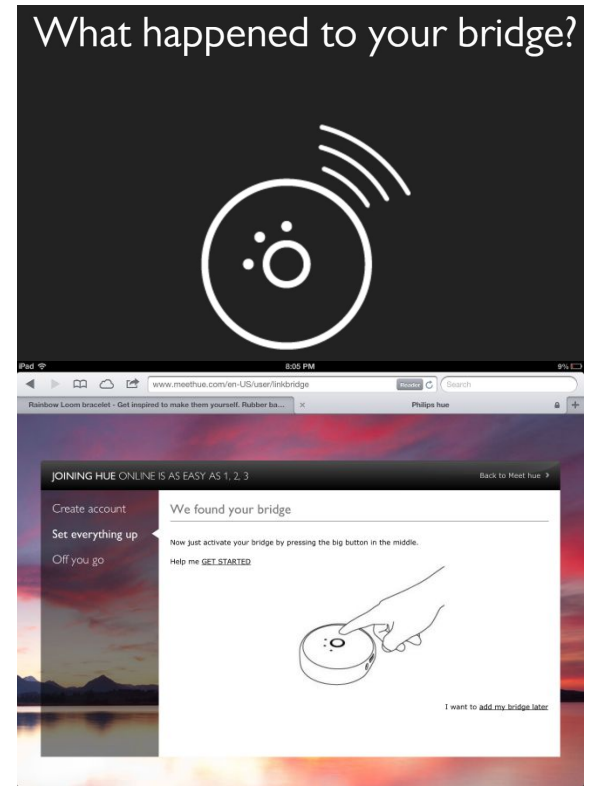 What happened to your bridge?
iPad 8:05 PM 9%
www.meethue.com/en-US/user/linkbridge Reader Search
Rainbow Loom bracelet - Get inspired to make them yourself. Rubber ba... Philips hue
JOINING HUE ONLINE IS AS EASY AS 1, 2, 3 Back to Meet hue
Create account
Set everything up
Off you go
We found your bridge
Now just activate your bridge by pressing the big button in the middle.
Help me GET STARTED
I want to add my bridge later